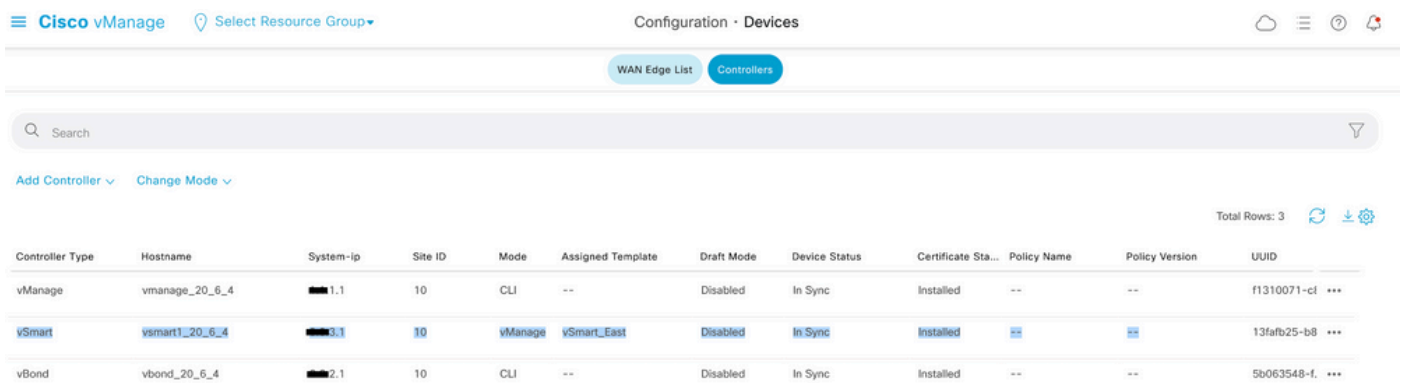 Cisco vManage Select Resource Group▾ Configuration · Devices
WAN Edge List Controllers
Search
Add Controller Change Mode
Total Rows: 3
Controller Type Hostname System-ip Site ID Mode Assigned Template Draft Mode Device Status Certificate Sta... Policy Name Policy Version UUID
vManage vmanage_20_6_4 1.1 10 CLI -- Disabled In Sync Installed -- -- f1310071-c8 •••
vSmart vsmart1_20_6_4 3.1 10 vManage vSmart_East Disabled In Sync Installed -- -- 13fafb25-b8 •••
vBond vbond_20_6_4 2.1 10 CLI -- Disabled In Sync Installed -- -- 5b063548-f. •••